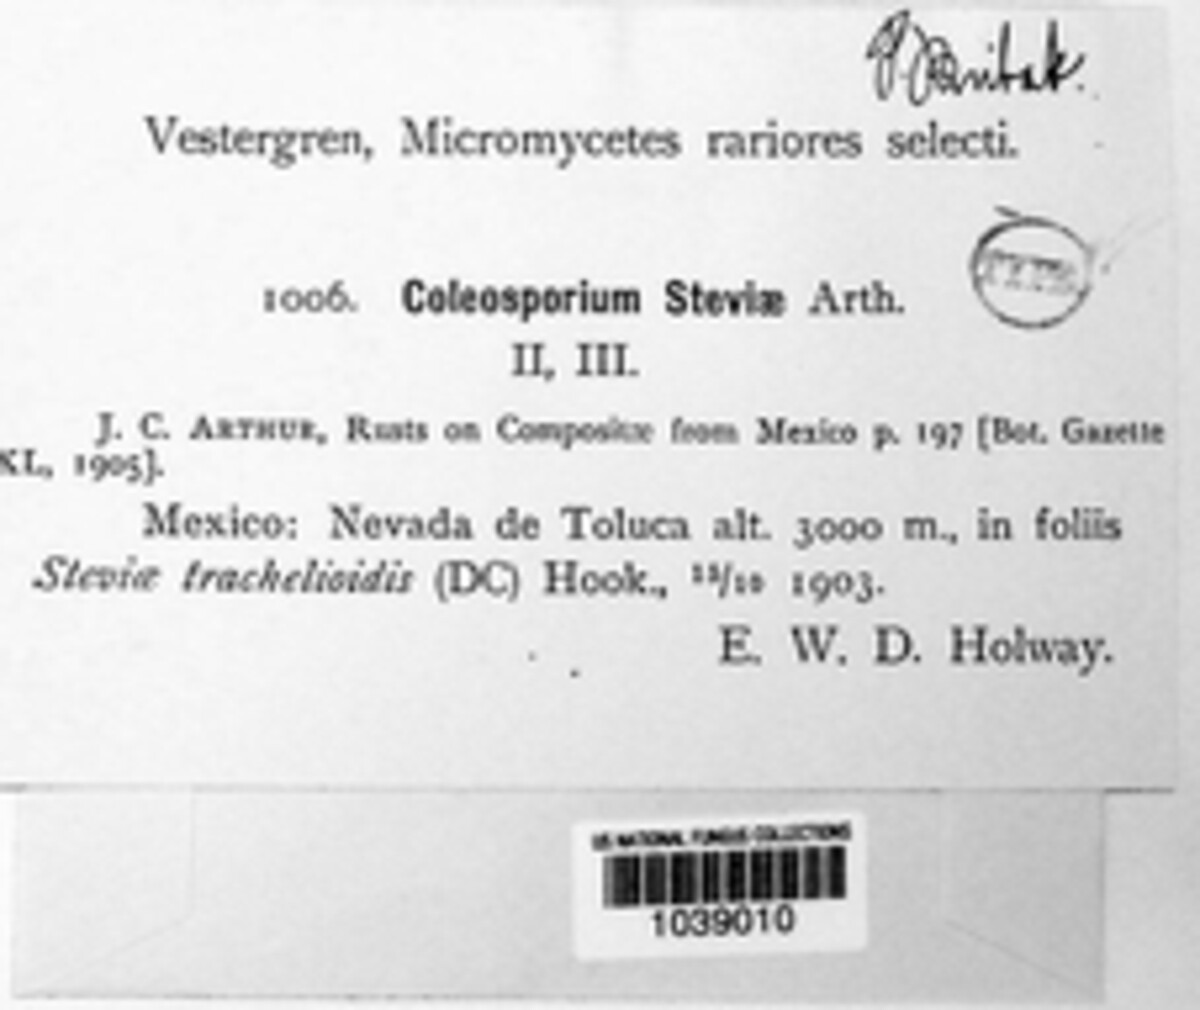 Vestergren, Micromycetes rariores selecti.
1006. Coleosporium Steviæ Arth.
II, III.
J. C. ARTHUR, Rusts on Compositæ from Mexico p. 197 [Bot. Gazette
XL, 1905].
Mexico: Nevada de Toluca alt. 3000 m., in foliis
Steviæ trachelioidis (DC) Hook., /10 1903.
E. W. D. Holway.
US NATIONAL FUNGUS COLLECTIONS
1039010